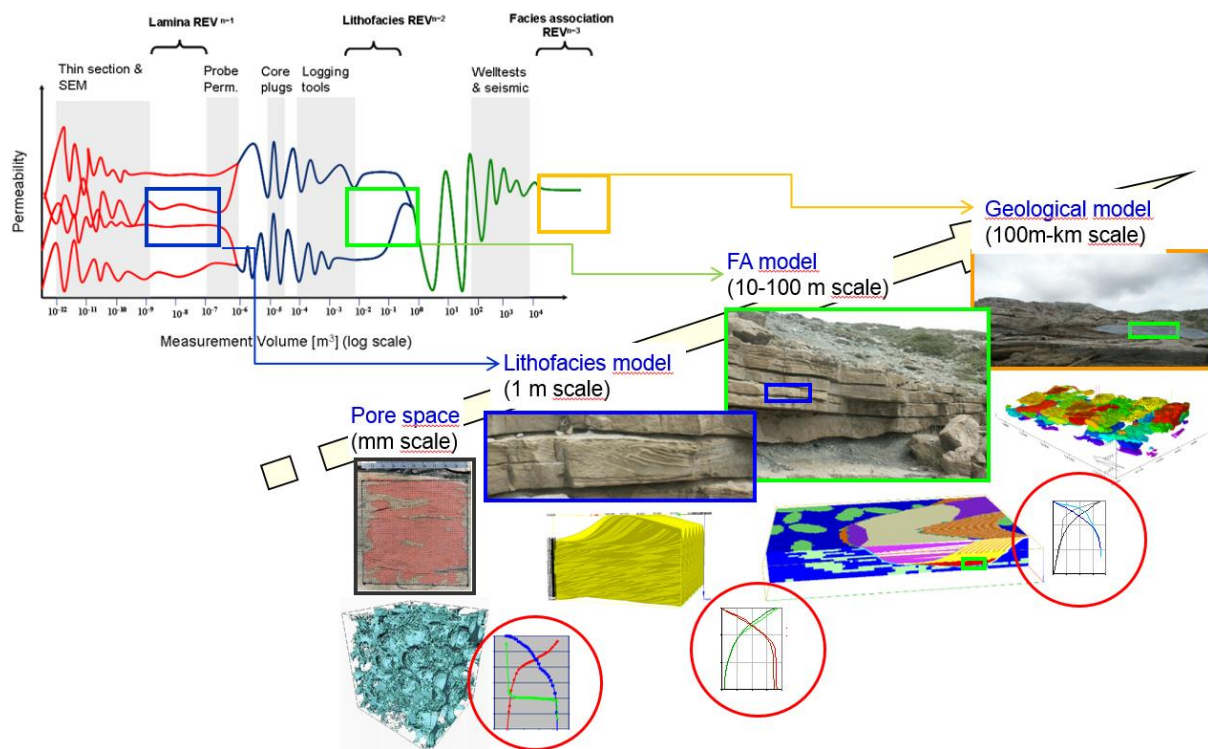 Lamina REV n=1
Lithofacies REV n=2
Facies association
REV n=3
Thin section &
SEM
Probe
Perm.
Core
plugs
Logging
tools
Welltests
& seismic
Permeability
10-12 10-11 10-10 10-9 10-8 10-7 10-6 10-5 10-4 10-3 10-2 10-1 100 101 102 103 104
Measurement Volume [m3] (log scale)
Geological model
(100m-km scale)
FA model
(10-100 m scale)
Lithofacies model
(1 m scale)
Pore space
(mm scale)